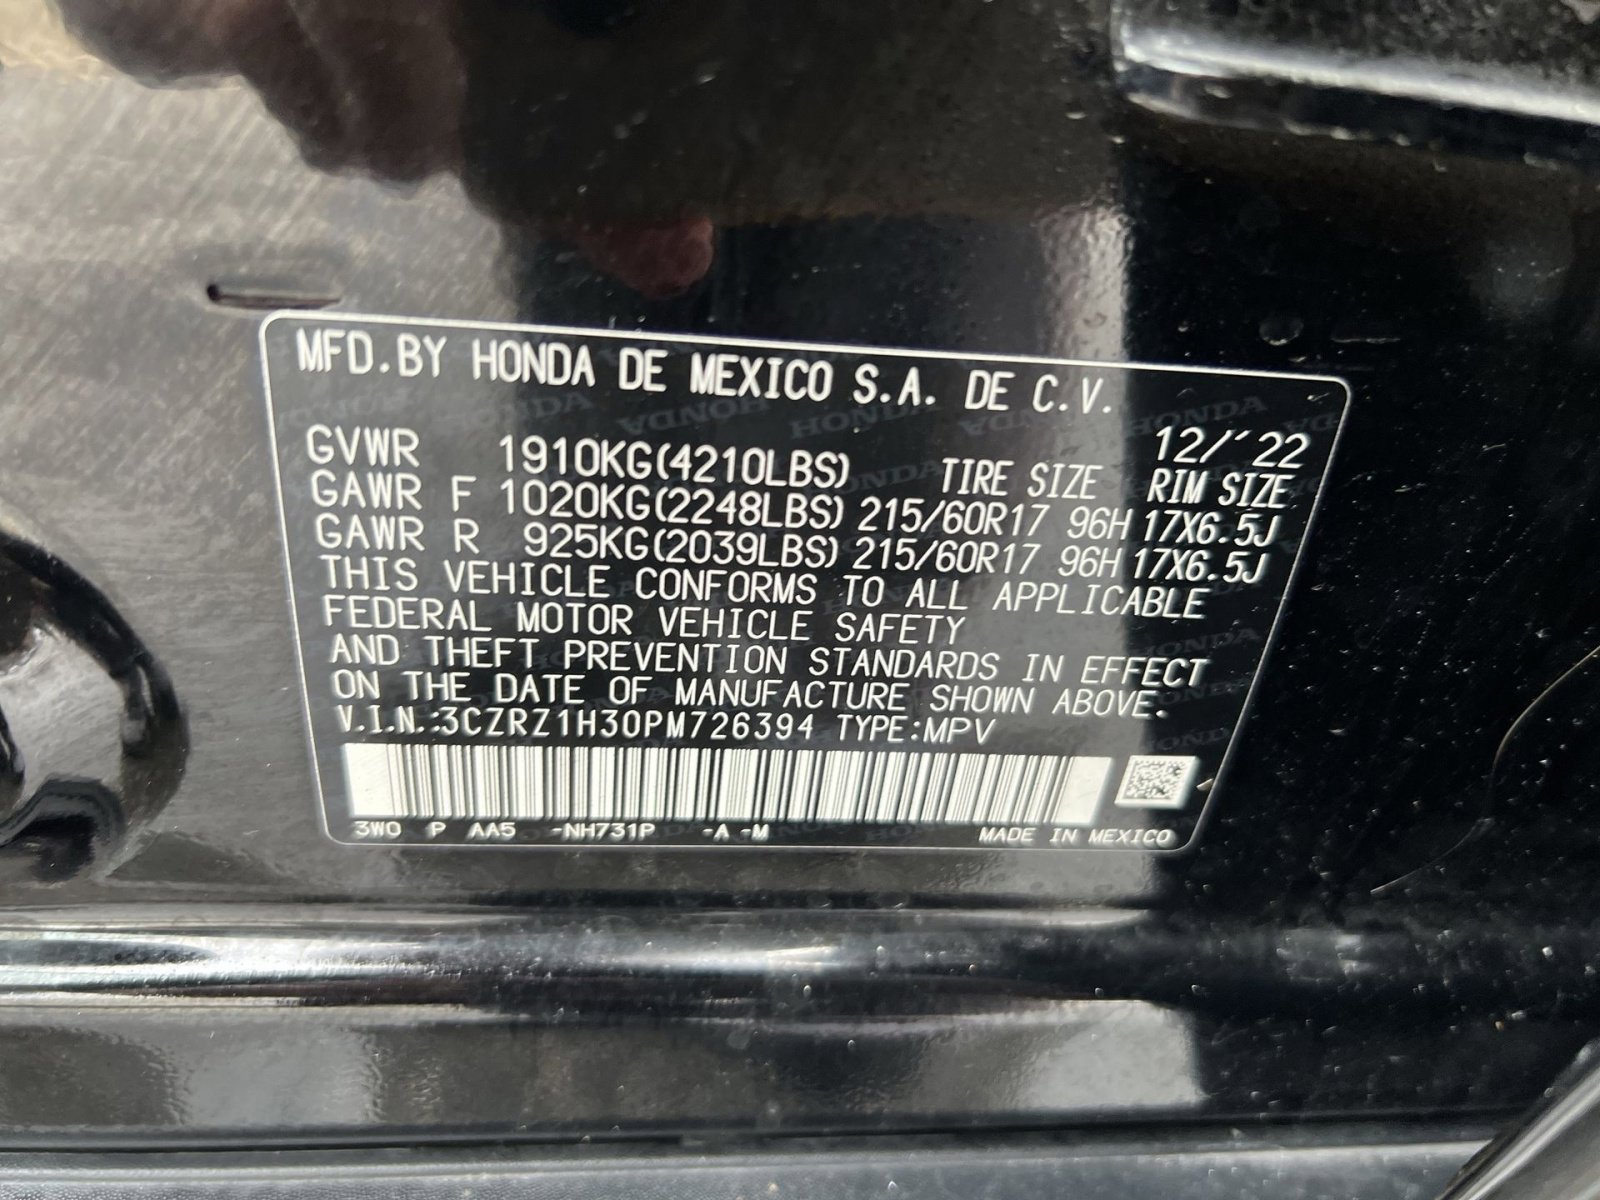 MFD.BY HONDA DE MEXICO S.A. DE C.V.
12/'22
GVWR 1910KG(4210LBS) TIRE SIZE RIM SIZE
GAWR F 1020KG(2248LBS) 215/60R17 96H 17X6.5J
GAWR R 925KG(2039LBS) 215/60R17 96H 17X6.5J
THIS VEHICLE CONFORMS TO ALL APPLICABLE
FEDERAL MOTOR VEHICLE SAFETY
AND THEFT PREVENTION STANDARDS IN EFFECT
ON THE DATE OF MANUFACTURE SHOWN ABOVE.
V.I.N.:3CZRZ1H30PM726394 TYPE:MPV
3W0 P AA5 -NH731P -A -M MADE IN MEXICO